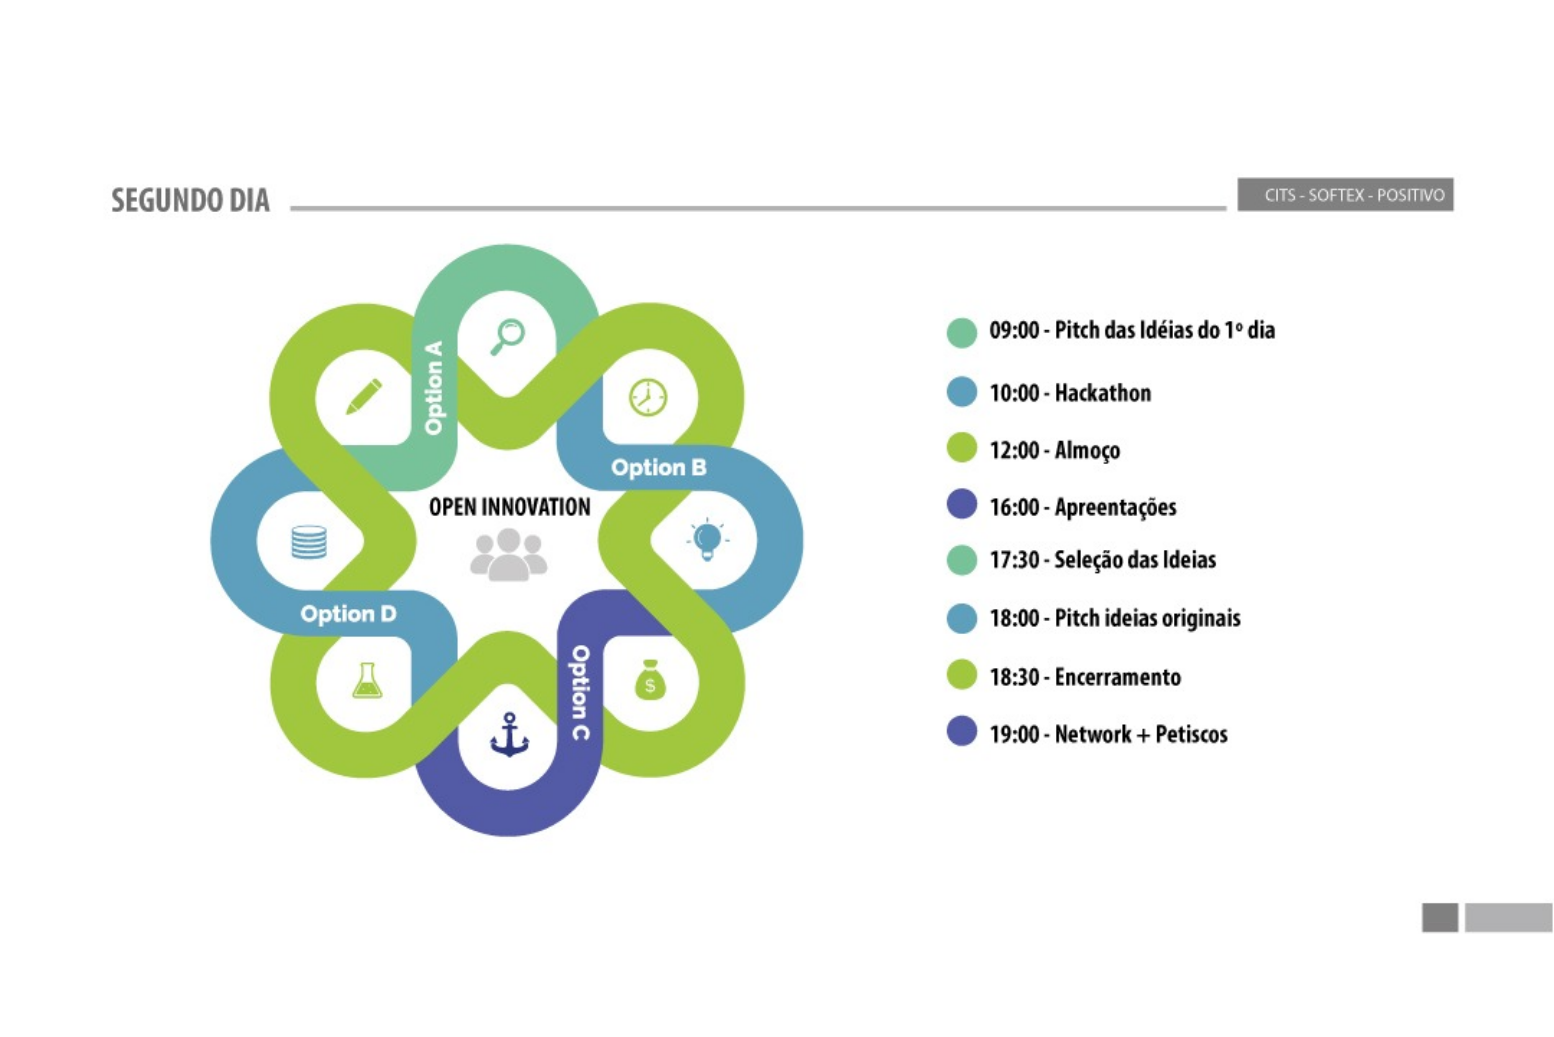 SEGUNDO DIA
CITS - SOFTEX - POSITIVO
Option A
Option B
OPEN INNOVATION
Option D
Option C
$
09:00 - Pitch das Idéias do 1º dia
10:00 - Hackathon
12:00 - Almoço
16:00 - Apreentações
17:30 - Seleção das Ideias
18:00 - Pitch ideias originais
18:30 - Encerramento
19:00 - Network + Petiscos